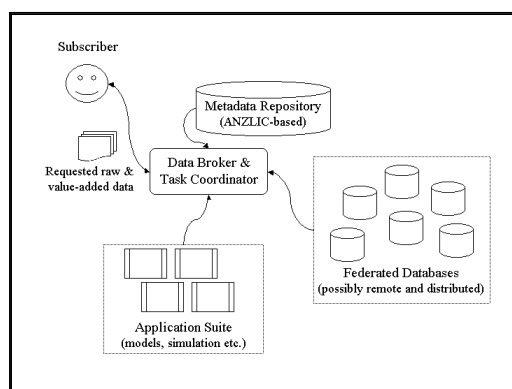 Subscriber
Metadata Repository
(ANZLIC-based)
Requested raw &
value-added data
Data Broker &
Task Coordinator
Federated Databases
(possibly remote and distributed)
Application Suite
(models, simulation etc.)